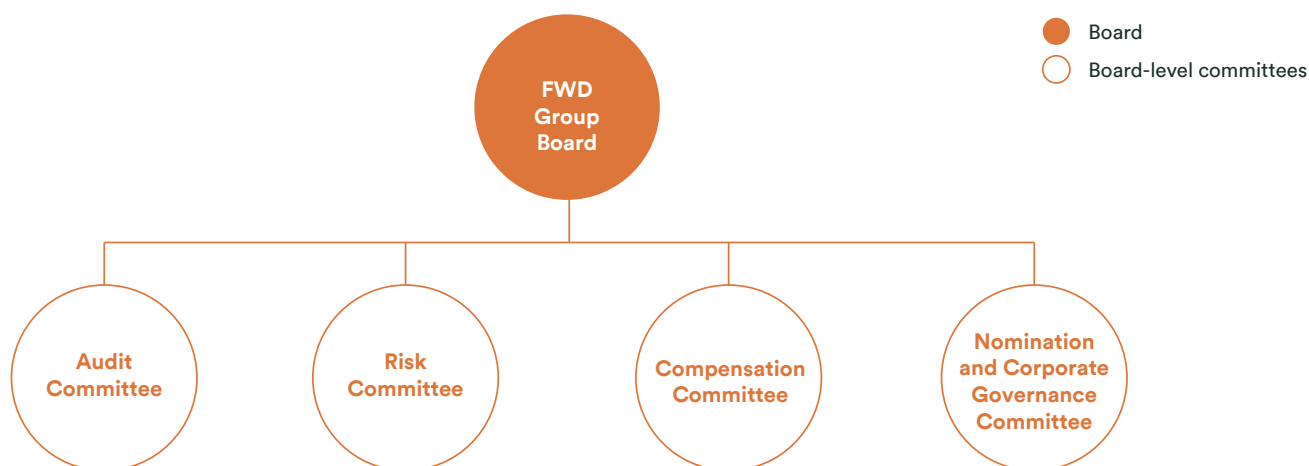 FWD
Group
Board
Board
Board-level committees
Audit
Committee
Risk
Committee
Compensation
Committee
Nomination
and Corporate
Governance
Committee